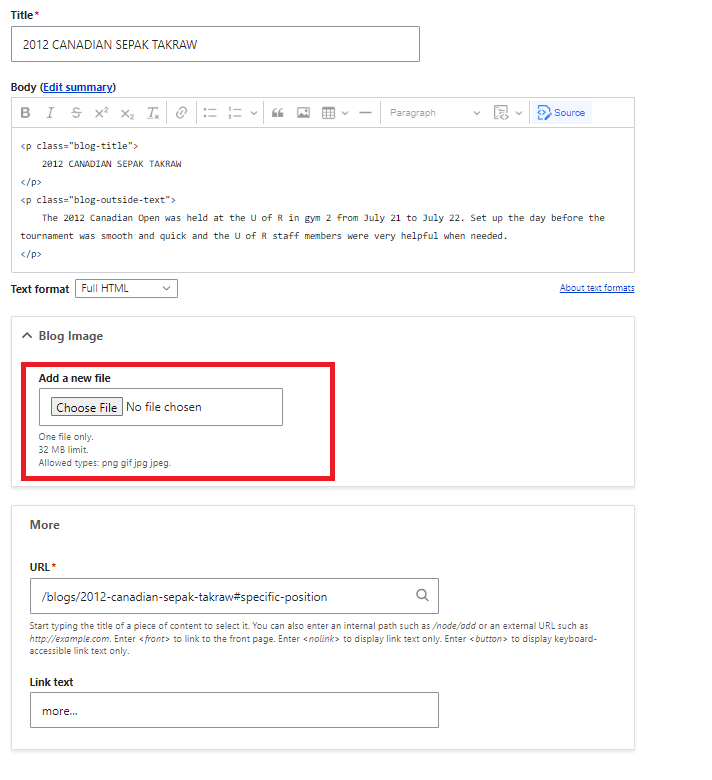 Title*
2012 CANADIAN SEPAK TAKRAW
Body (Edit summary)
B I S X² X₂ Tx Paragraph Source
<p class="blog-title">
2012 CANADIAN SEPAK TAKRAW
</p>
<p class="blog-outside-text">
The 2012 Canadian Open was held at the U of R in gym 2 from July 21 to July 22. Set up the day before the
tournament was smooth and quick and the U of R staff members were very helpful when needed.
</p>
Text format Full HTML About text formats
Blog Image
Add a new file
Choose File No file chosen
One file only.
32 MB limit.
Allowed types: png gif jpg jpeg.
More
URL*
/blogs/2012-canadian-sepak-takraw#specific-position
Start typing the title of a piece of content to select it. You can also enter an internal path such as /node/add or an external URL such as
http://example.com. Enter <front> to link to the front page. Enter <nolink> to display link text only. Enter <button> to display keyboard-
accessible link text only.
Link text
more...